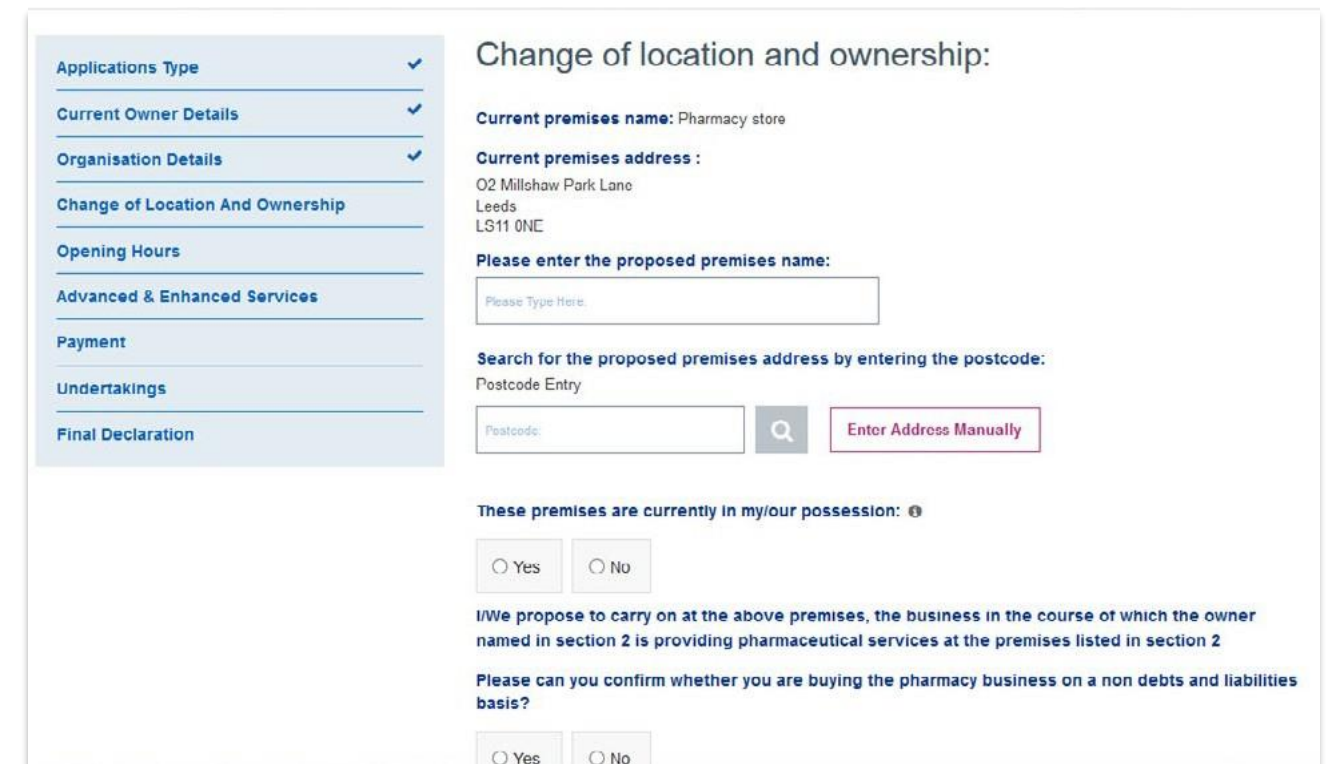 Applications Type
Current Owner Details
Organisation Details
Change of Location And Ownership
Opening Hours
Advanced & Enhanced Services
Payment
Undertakings
Final Declaration
Change of location and ownership:
Current premises name: Pharmacy store
Current premises address :
O2 Millshaw Park Lane
Leeds
LS11 0NE
Please enter the proposed premises name:
Please Type Here.
Search for the proposed premises address by entering the postcode:
Postcode Entry
Postcode:
Enter Address Manually
These premises are currently in my/our possession:
Yes
No
I/We propose to carry on at the above premises, the business in the course of which the owner
named in section 2 is providing pharmaceutical services at the premises listed in section 2
Please can you confirm whether you are buying the pharmacy business on a non debts and liabilities
basis?
Yes
No